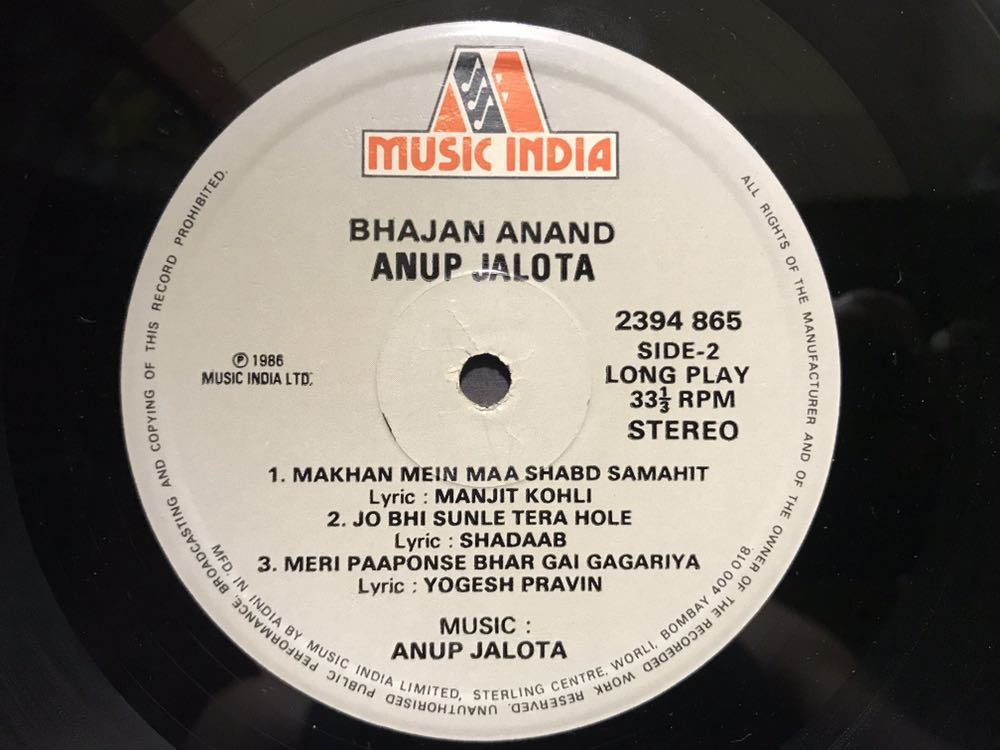 MUSIC INDIA
BHAJAN ANAND
ANUP JALOTA
2394 865
SIDE-2
LONG PLAY
33⅓ RPM
STEREO
℗ 1986
MUSIC INDIA LTD.
1. MAKHAN MEIN MAA SHABD SAMAHIT
Lyric : MANJIT KOHLI
2. JO BHI SUNLE TERA HOLE
Lyric : SHADAAB
3. MERI PAAPONSE BHAR GAI GAGARIYA
Lyric : YOGESH PRAVIN
MUSIC :
ANUP JALOTA
ALL RIGHTS OF THE MANUFACTURER AND OF THE OWNER OF THE RECOREDED WORK RESERVED. UNAUTHORISED PUBLIC PERFORMANCE, BROADCASTING AND COPYING OF THIS RECORD PROHIBITED.
MFD. IN INDIA BY MUSIC INDIA LIMITED, STERLING CENTRE, WORLI, BOMBAY 400 018.